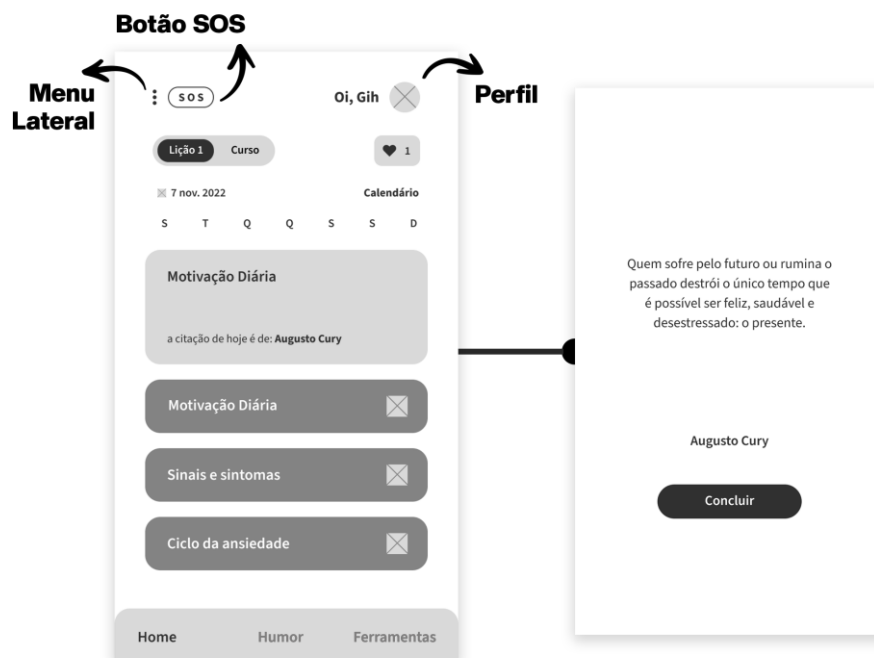 Botão SOS
Menu
Lateral
SOS
Oi, Gih
Perfil
Lição 1 Curso
1
7 nov. 2022 Calendário
S T Q Q S S D
Motivação Diária
a citação de hoje é de: Augusto Cury
Motivação Diária
Sinais e sintomas
Ciclo da ansiedade
Home Humor Ferramentas
Quem sofre pelo futuro ou rumina o
passado destrói o único tempo que
é possível ser feliz, saudável e
desestressado: o presente.
Augusto Cury
Concluir